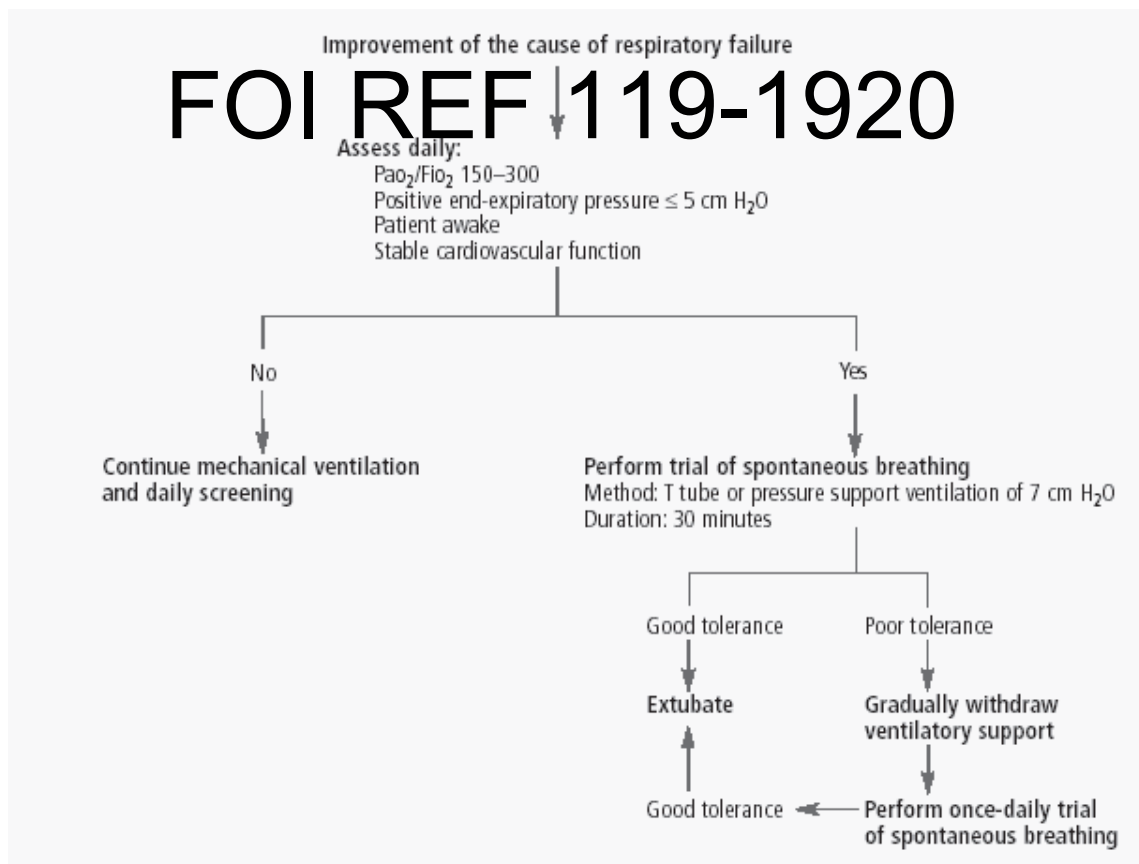 Improvement of the cause of respiratory failure
FOI REF 119-1920
Assess daily:
Pao₂/Fio₂ 150–300
Positive end-expiratory pressure ≤ 5 cm H₂O
Patient awake
Stable cardiovascular function
No
Yes
Continue mechanical ventilation
and daily screening
Perform trial of spontaneous breathing
Method: T tube or pressure support ventilation of 7 cm H₂O
Duration: 30 minutes
Good tolerance
Poor tolerance
Extubate
Gradually withdraw
ventilatory support
Good tolerance
Perform once-daily trial
of spontaneous breathing